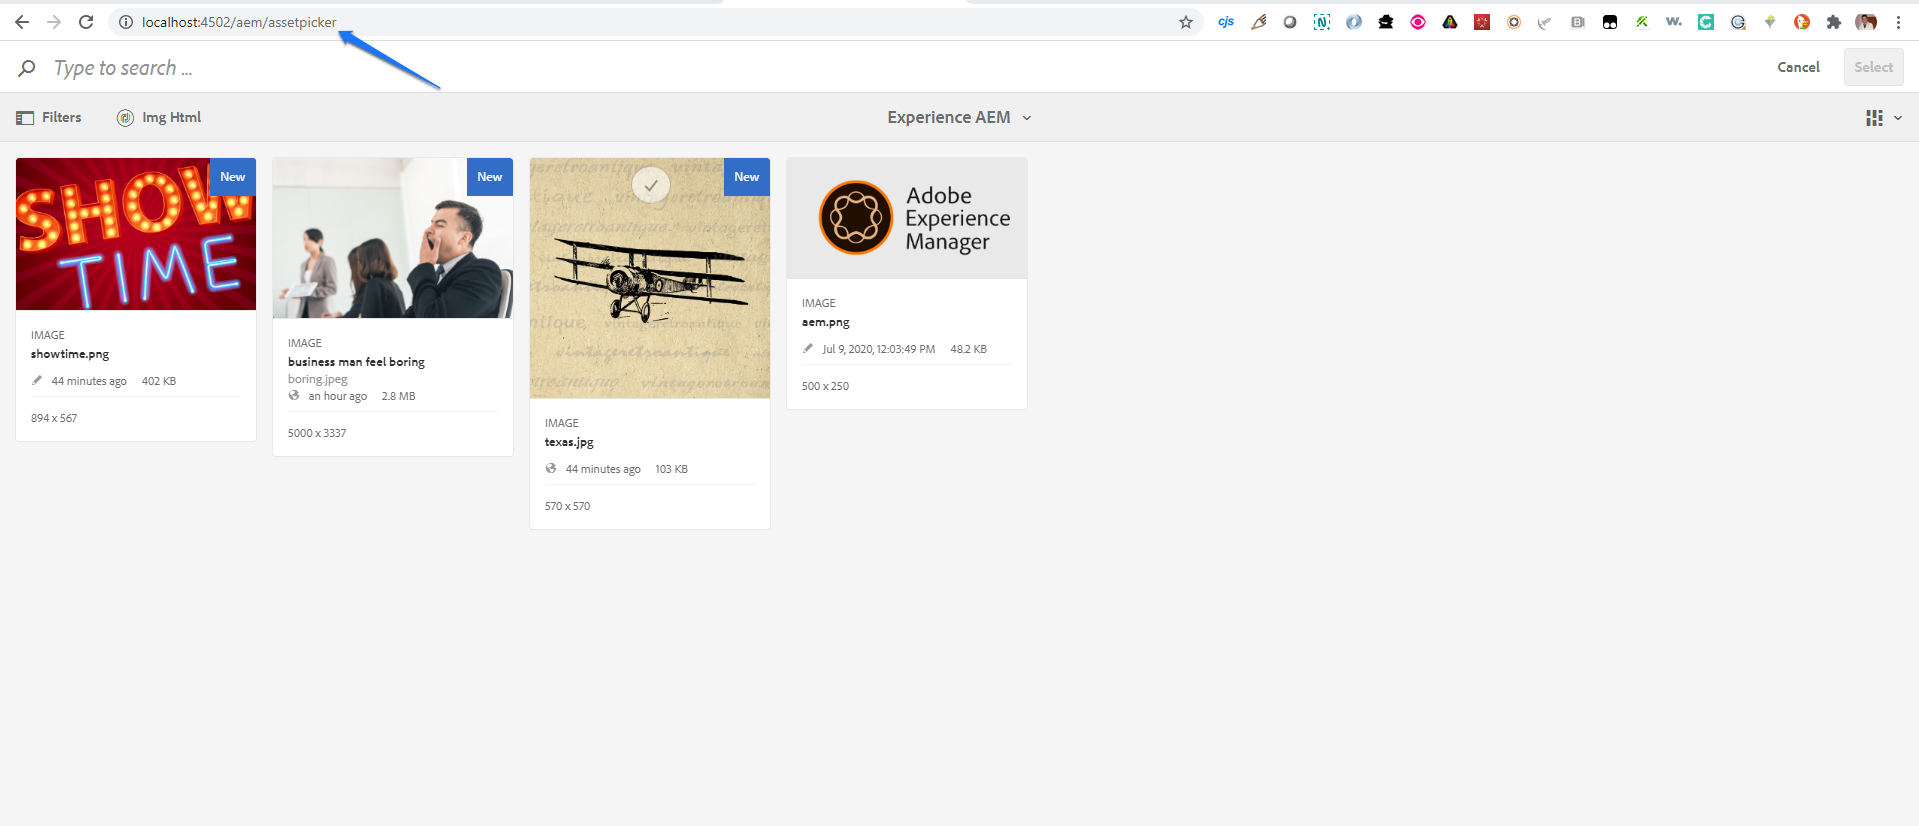 localhost:4502/aem/assetpicker
cjs
Type to search ...
Cancel
Select
Filters
Img Html
Experience AEM
New
SHOW
TIME
IMAGE
showtime.png
44 minutes ago 402 KB
894 x 567
New
IMAGE
business man feel boring
boring.jpeg
an hour ago 2.8 MB
5000 x 3337
New
vintageretroantique
IMAGE
texas.jpg
44 minutes ago 103 KB
570 x 570
Adobe
Experience
Manager
IMAGE
aem.png
Jul 9, 2020, 12:03:49 PM 48.2 KB
500 x 250